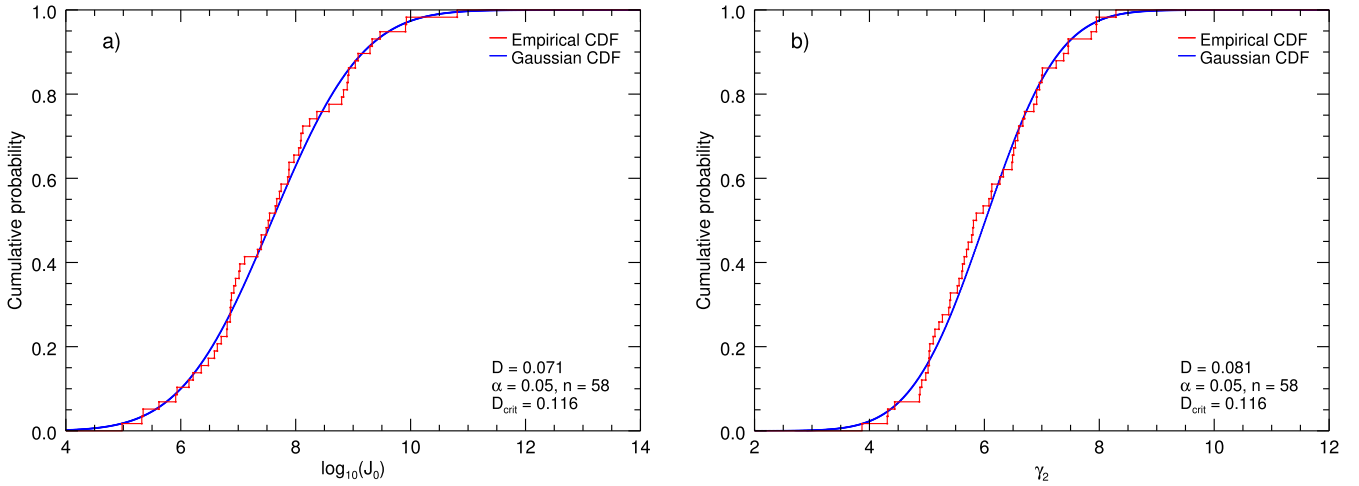 a)
Empirical CDF
Gaussian CDF
Cumulative probability
1.0
0.8
0.6
0.4
0.2
0.0
D = 0.071
α = 0.05, n = 58
D_crit = 0.116
4 6 8 10 12 14
log₁₀(J₀)
b)
Empirical CDF
Gaussian CDF
Cumulative probability
1.0
0.8
0.6
0.4
0.2
0.0
D = 0.081
α = 0.05, n = 58
D_crit = 0.116
2 4 6 8 10 12
γ₂